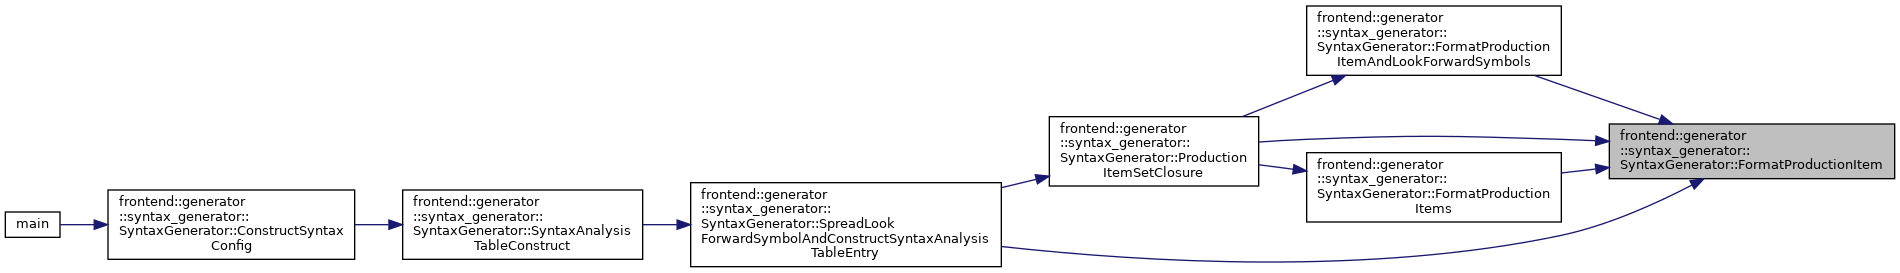 main
frontend::generator
::syntax_generator::
SyntaxGenerator::ConstructSyntax
Config
frontend::generator
::syntax_generator::
SyntaxGenerator::SyntaxAnalysis
TableConstruct
frontend::generator
::syntax_generator::
SyntaxGenerator::SpreadLook
ForwardSymbolAndConstructSyntaxAnalysis
TableEntry
frontend::generator
::syntax_generator::
SyntaxGenerator::Production
ItemSetClosure
frontend::generator
::syntax_generator::
SyntaxGenerator::FormatProduction
ItemAndLookForwardSymbols
frontend::generator
::syntax_generator::
SyntaxGenerator::FormatProduction
Items
frontend::generator
::syntax_generator::
SyntaxGenerator::FormatProductionItem